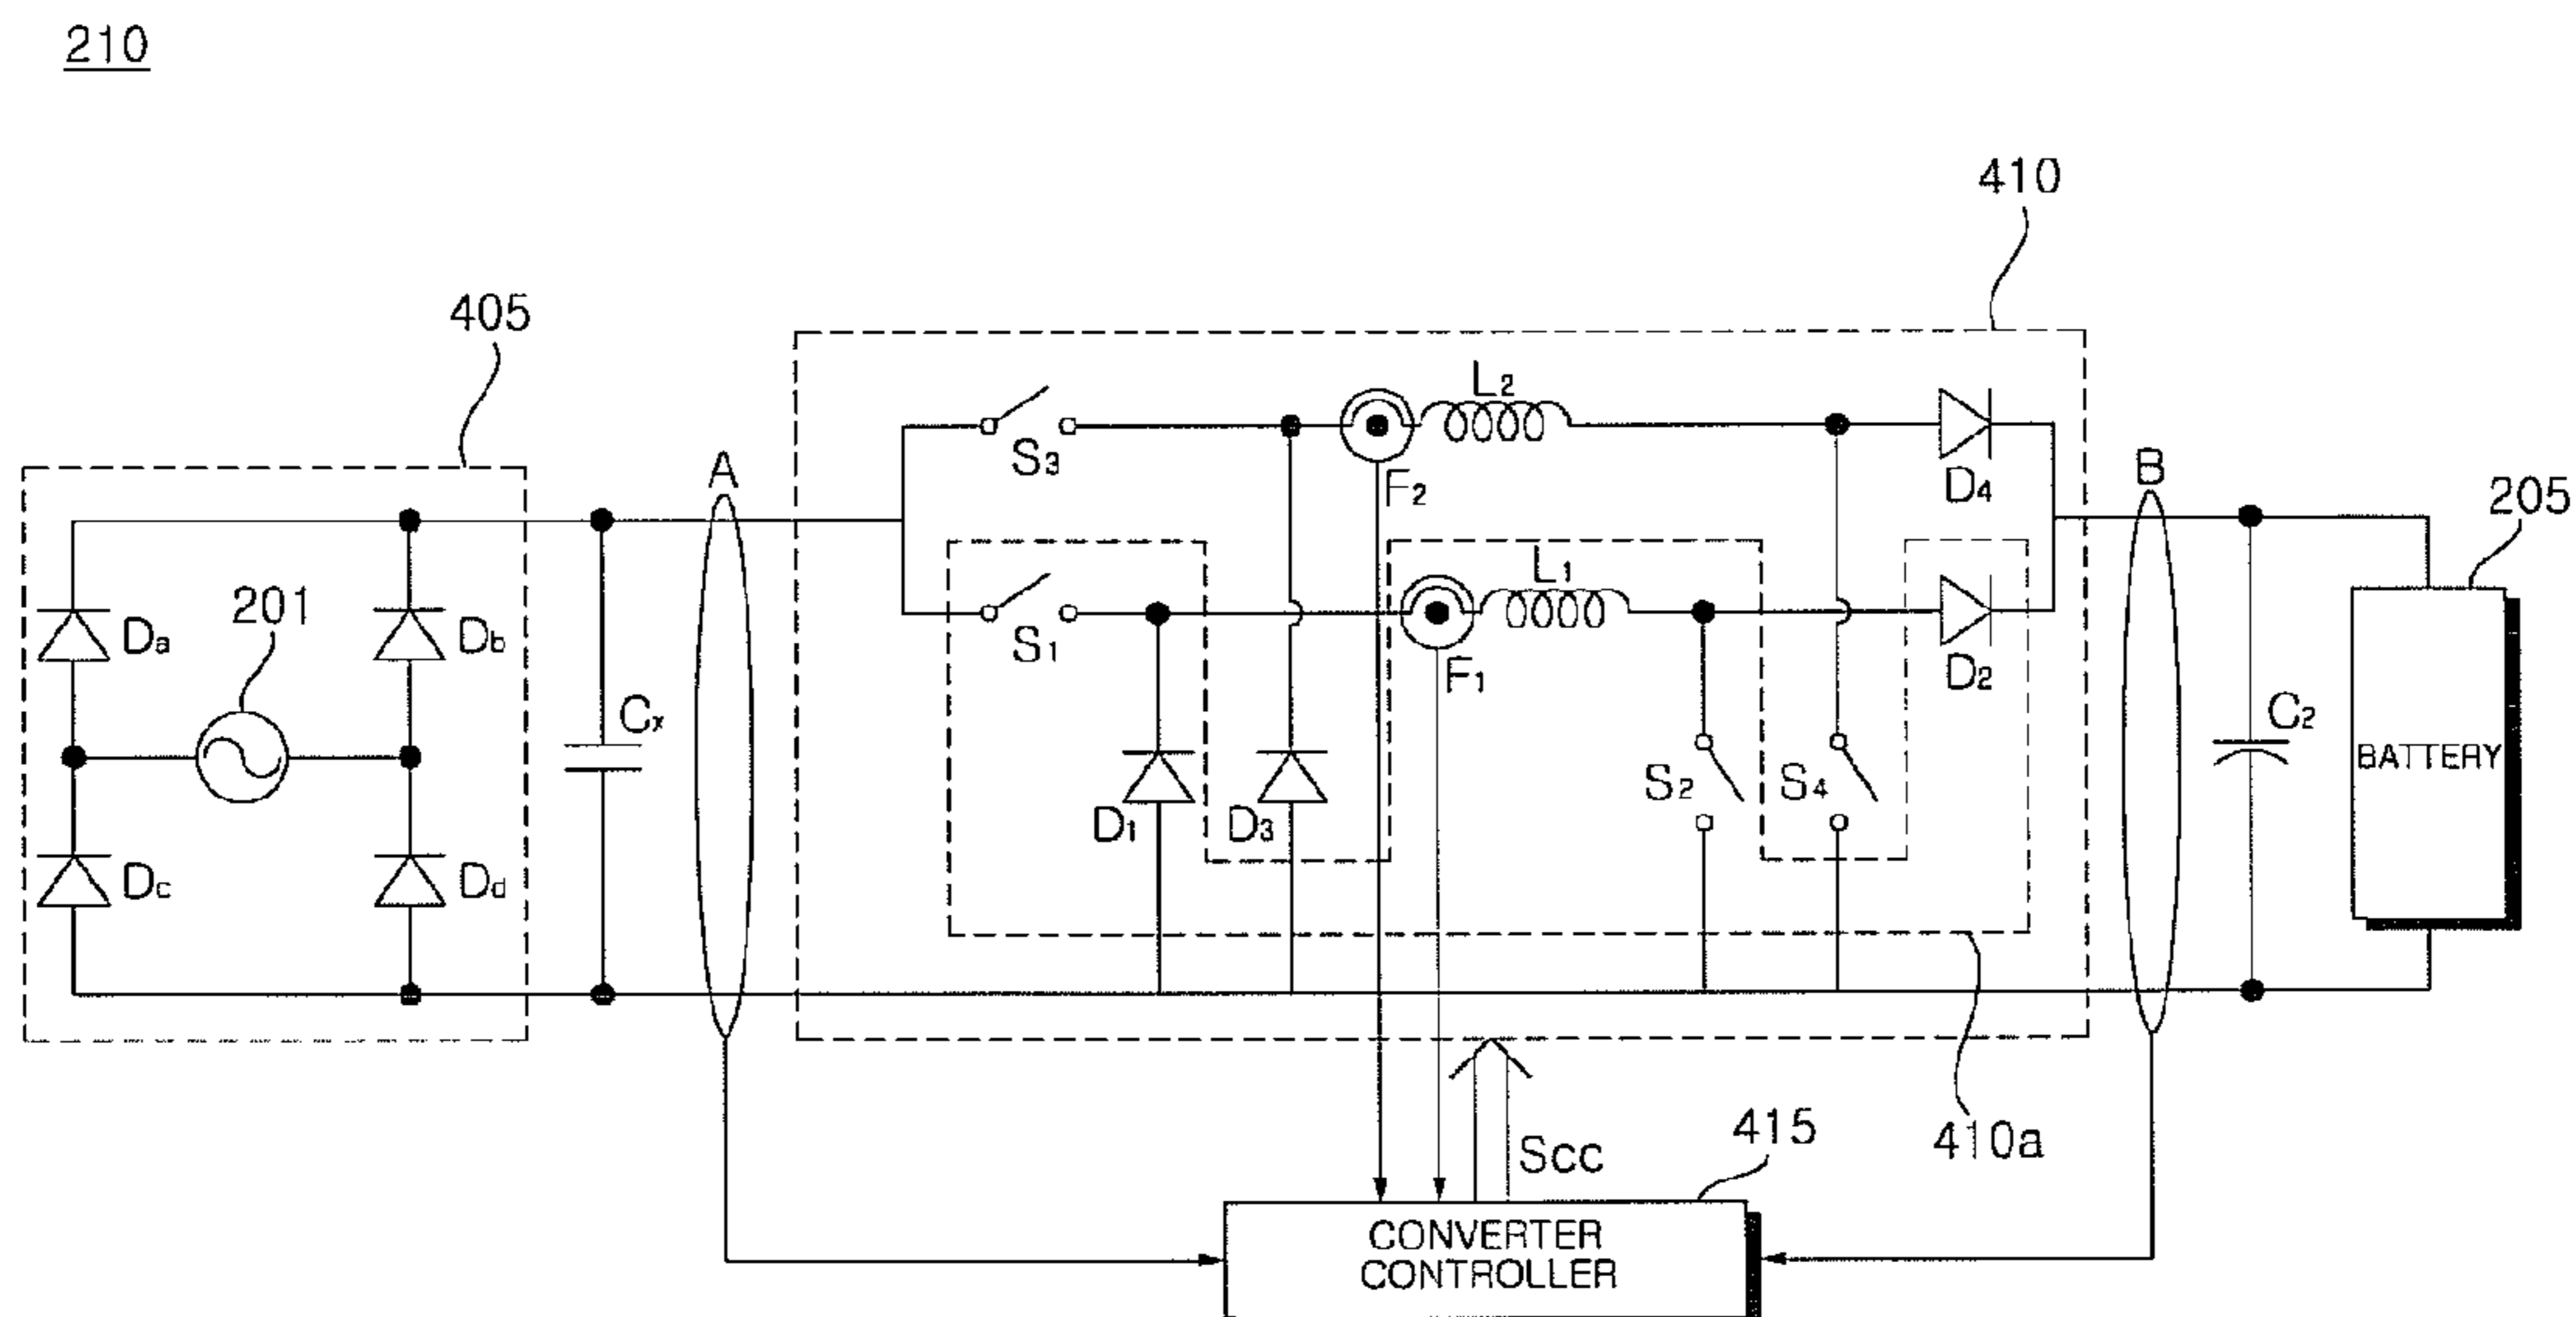 210
410
405
L2
S3
F2
D4
A
B
205
201
L1
S1
F1
D2
Da
Db
Cx
C2
BATTERY
S2
S4
D1
D3
Dc
Dd
410a
415
Scc
CONVERTER
CONTROLLER